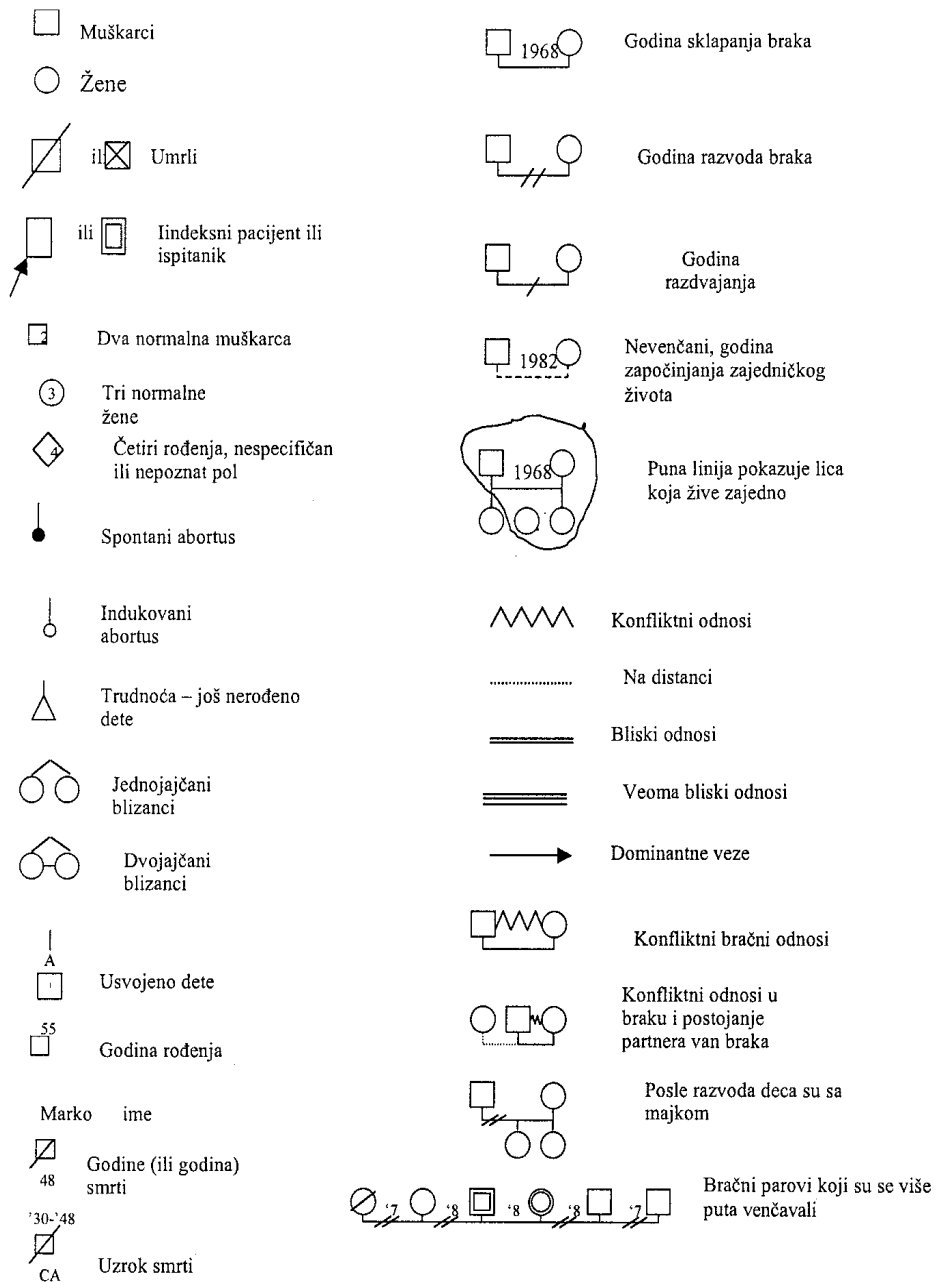 Muškarci
Žene
ili Umrli
ili Iindeksni pacijent ili
ispitanik
2 Dva normalna muškarca
3 Tri normalne
žene
4 Četiri rođenja, nespecifičan
ili nepoznat pol
Spontani abortus
Indukovani
abortus
Trudnoća – još nerođeno
dete
Jednojajčani
blizanci
Dvojajčani
blizanci
A
Usvojeno dete
55
Godina rođenja
Marko ime
Godine (ili godina)
48 smrti
'30-'48
Uzrok smrti
CA
1968 Godina sklapanja braka
Godina razvoda braka
Godina
razdvajanja
1982 Nevenčani, godina
započinjanja zajedničkog
života
1968 Puna linija pokazuje lica
koja žive zajedno
Konfliktni odnosi
Na distanci
Bliski odnosi
Veoma bliski odnosi
Dominantne veze
Konfliktni bračni odnosi
Konfliktni odnosi u
braku i postojanje
partnera van braka
Posle razvoda deca su sa
majkom
'7 '8 '8 '8 '7 Bračni parovi koji su se više
puta venčavali